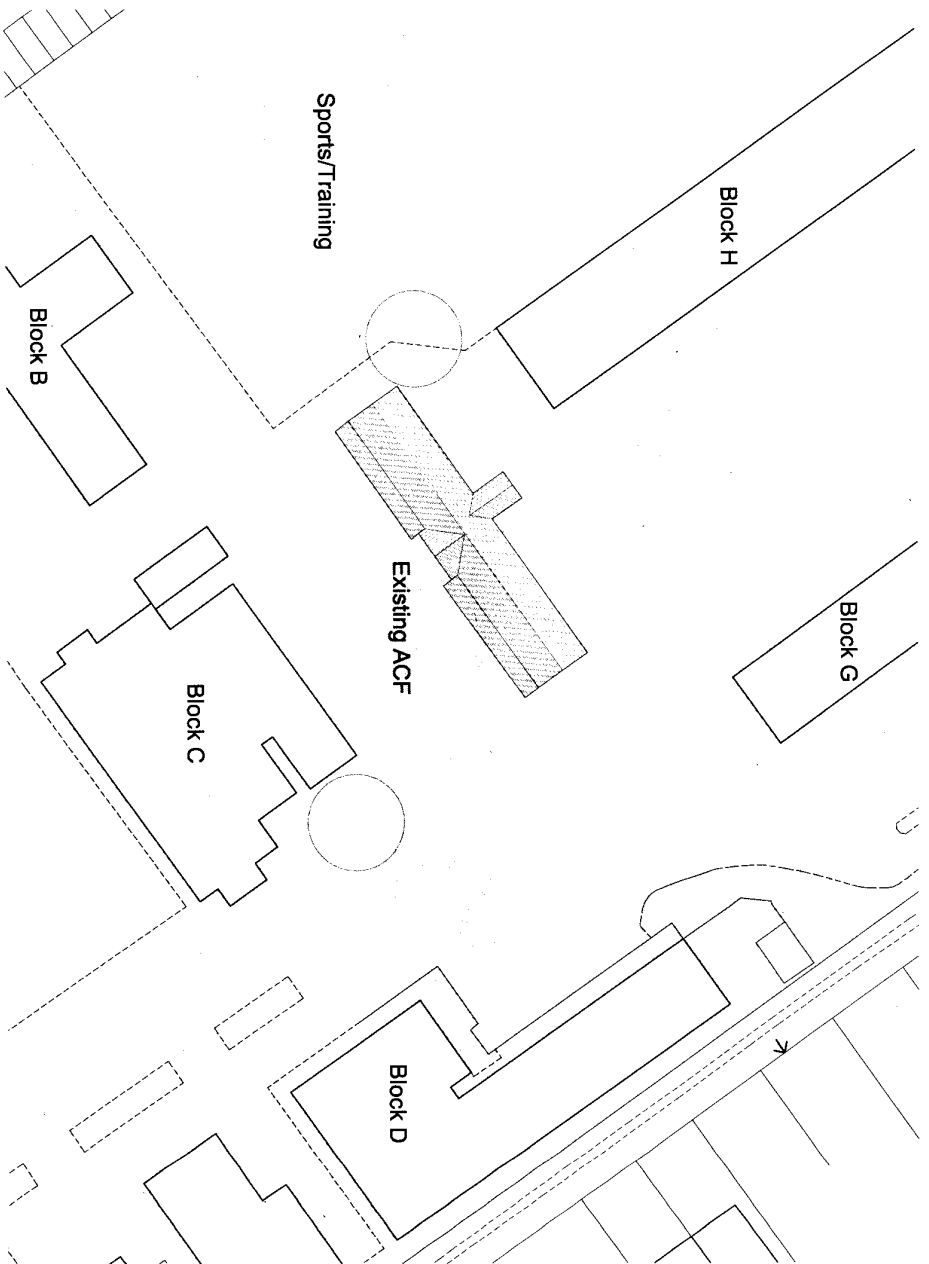 Sports/Training
Block H
Block B
Existing ACF
Block G
Block C
Block D